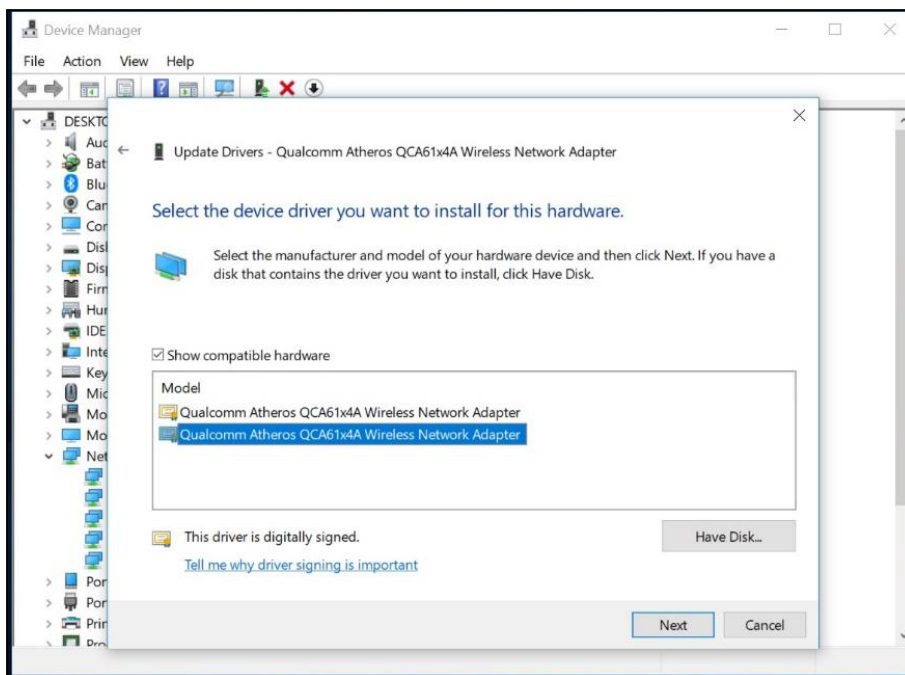 Device Manager
File Action View Help
DESKTO
Aud
Bat
Blu
Car
Cor
Disl
Disp
Firn
Hur
IDE
Inte
Key
Mic
Mo
Mo
Net
Por
Por
Prir
Pro
Update Drivers - Qualcomm Atheros QCA61x4A Wireless Network Adapter
Select the device driver you want to install for this hardware.
Select the manufacturer and model of your hardware device and then click Next. If you have a
disk that contains the driver you want to install, click Have Disk.
Show compatible hardware
Model
Qualcomm Atheros QCA61x4A Wireless Network Adapter
Qualcomm Atheros QCA61x4A Wireless Network Adapter
This driver is digitally signed.
Have Disk...
Tell me why driver signing is important
Next
Cancel